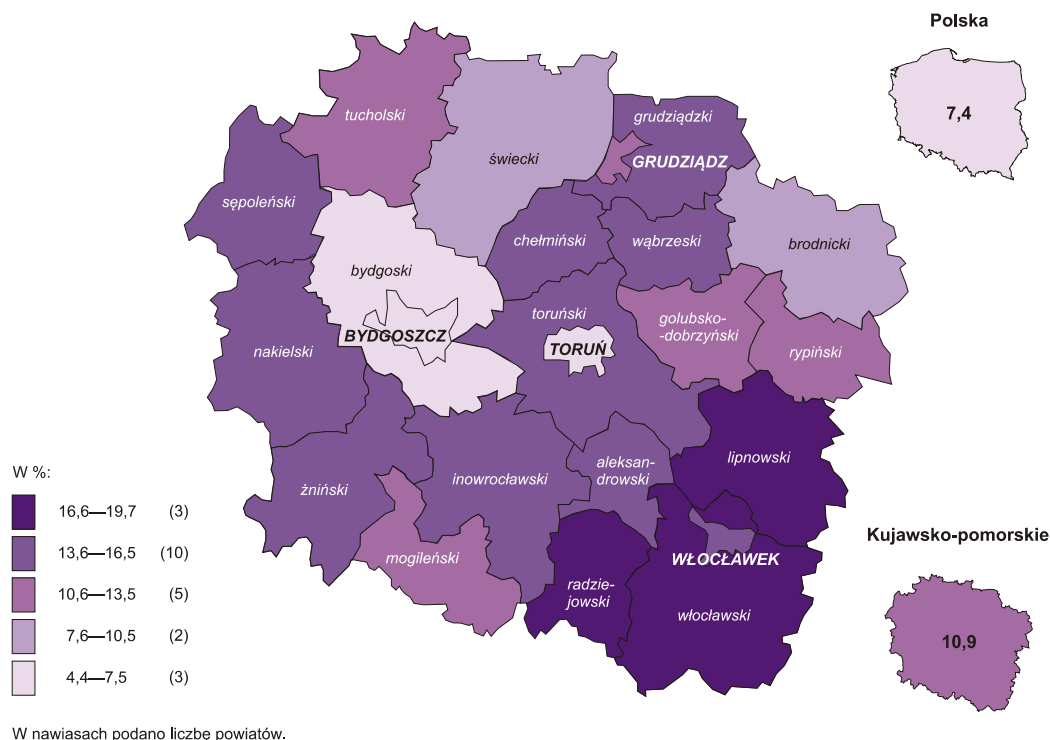 Polska
7,4
tucholski
grudziądzki
świecki
GRUDZIĄDZ
sępoleński
chełmiński
wąbrzeski
brodnicki
bydgoski
toruński
golubsko-
-dobrzyński
BYDGOSZCZ
TORUŃ
nakielski
rypiński
aleksan-
drowski
lipnowski
żniński
inowrocławski
mogileński
WŁOCŁAWEK
radzie-
jowski
włocławski
W %:
16,6—19,7 (3)
13,6—16,5 (10)
10,6—13,5 (5)
7,6—10,5 (2)
4,4—7,5 (3)
Kujawsko-pomorskie
10,9
W nawiasach podano liczbę powiatów.